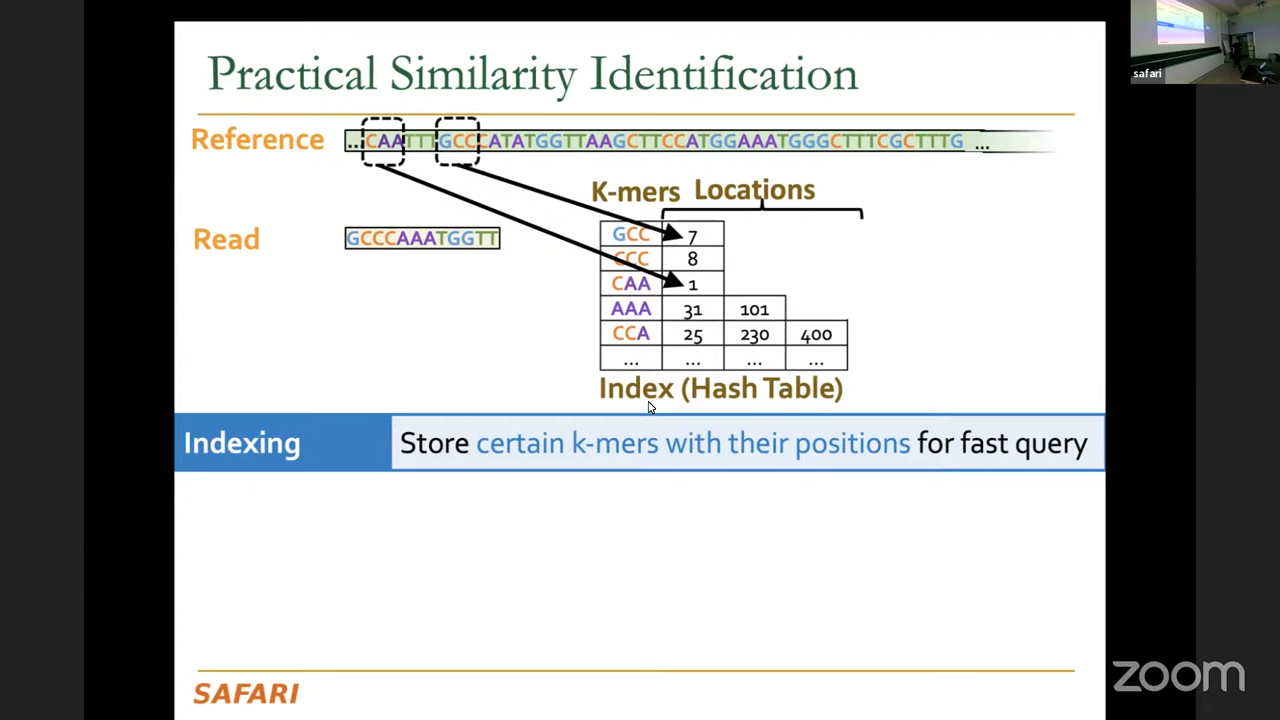 Practical Similarity Identification
safari
Reference ...CAATTTGCCCATATGGTTAAGCTTCCATGGAAATGGGCTTTCGCTTTG ...
K-mers Locations
Read GCCCAAATGGTT
GCC 7
CCC 8
CAA 1
AAA 31 101
CCA 25 230 400
... ... ... ...
Index (Hash Table)
Indexing Store certain k-mers with their positions for fast query
SAFARI
zoom